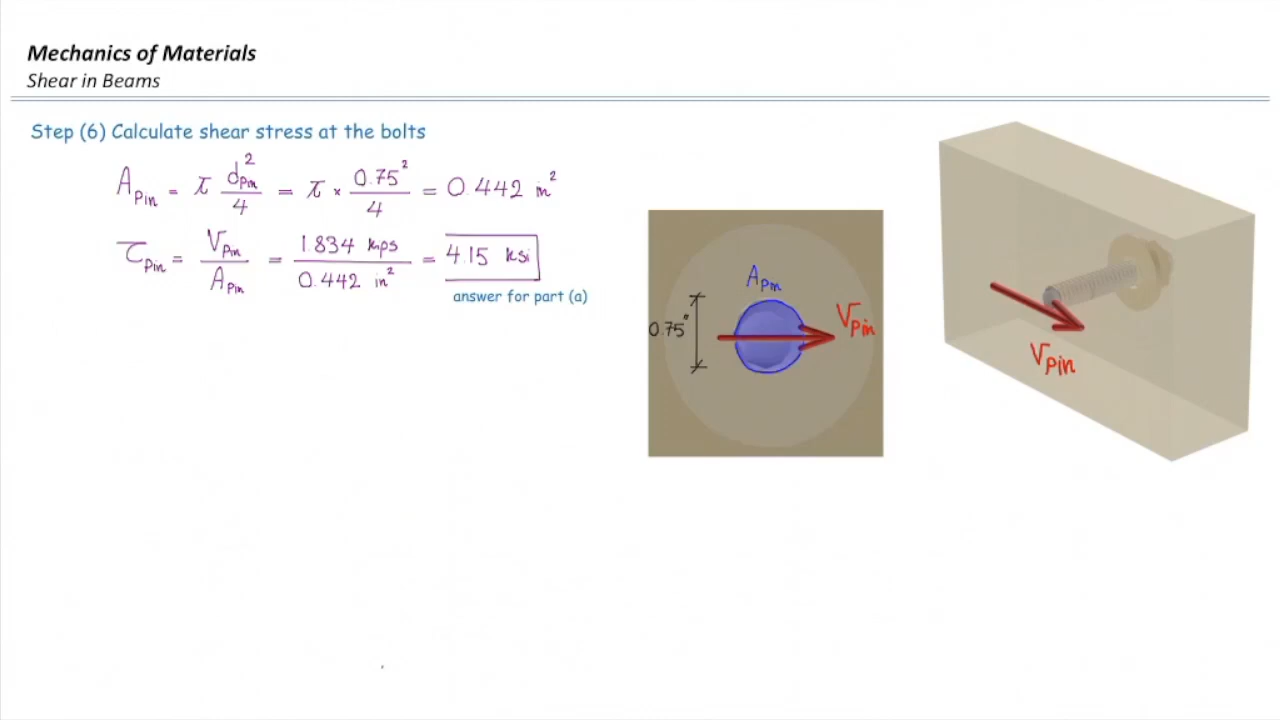 Mechanics of Materials
Shear in Beams
Step (6) Calculate shear stress at the bolts
A_Pin = π d_Pin²/4 = π × 0.75²/4 = 0.442 in²
τ_Pin = V_Pin/A_Pin = 1.834 kips/0.442 in² = 4.15 ksi
answer for part (a)
A_Pin
0.75"
V_Pin
V_Pin